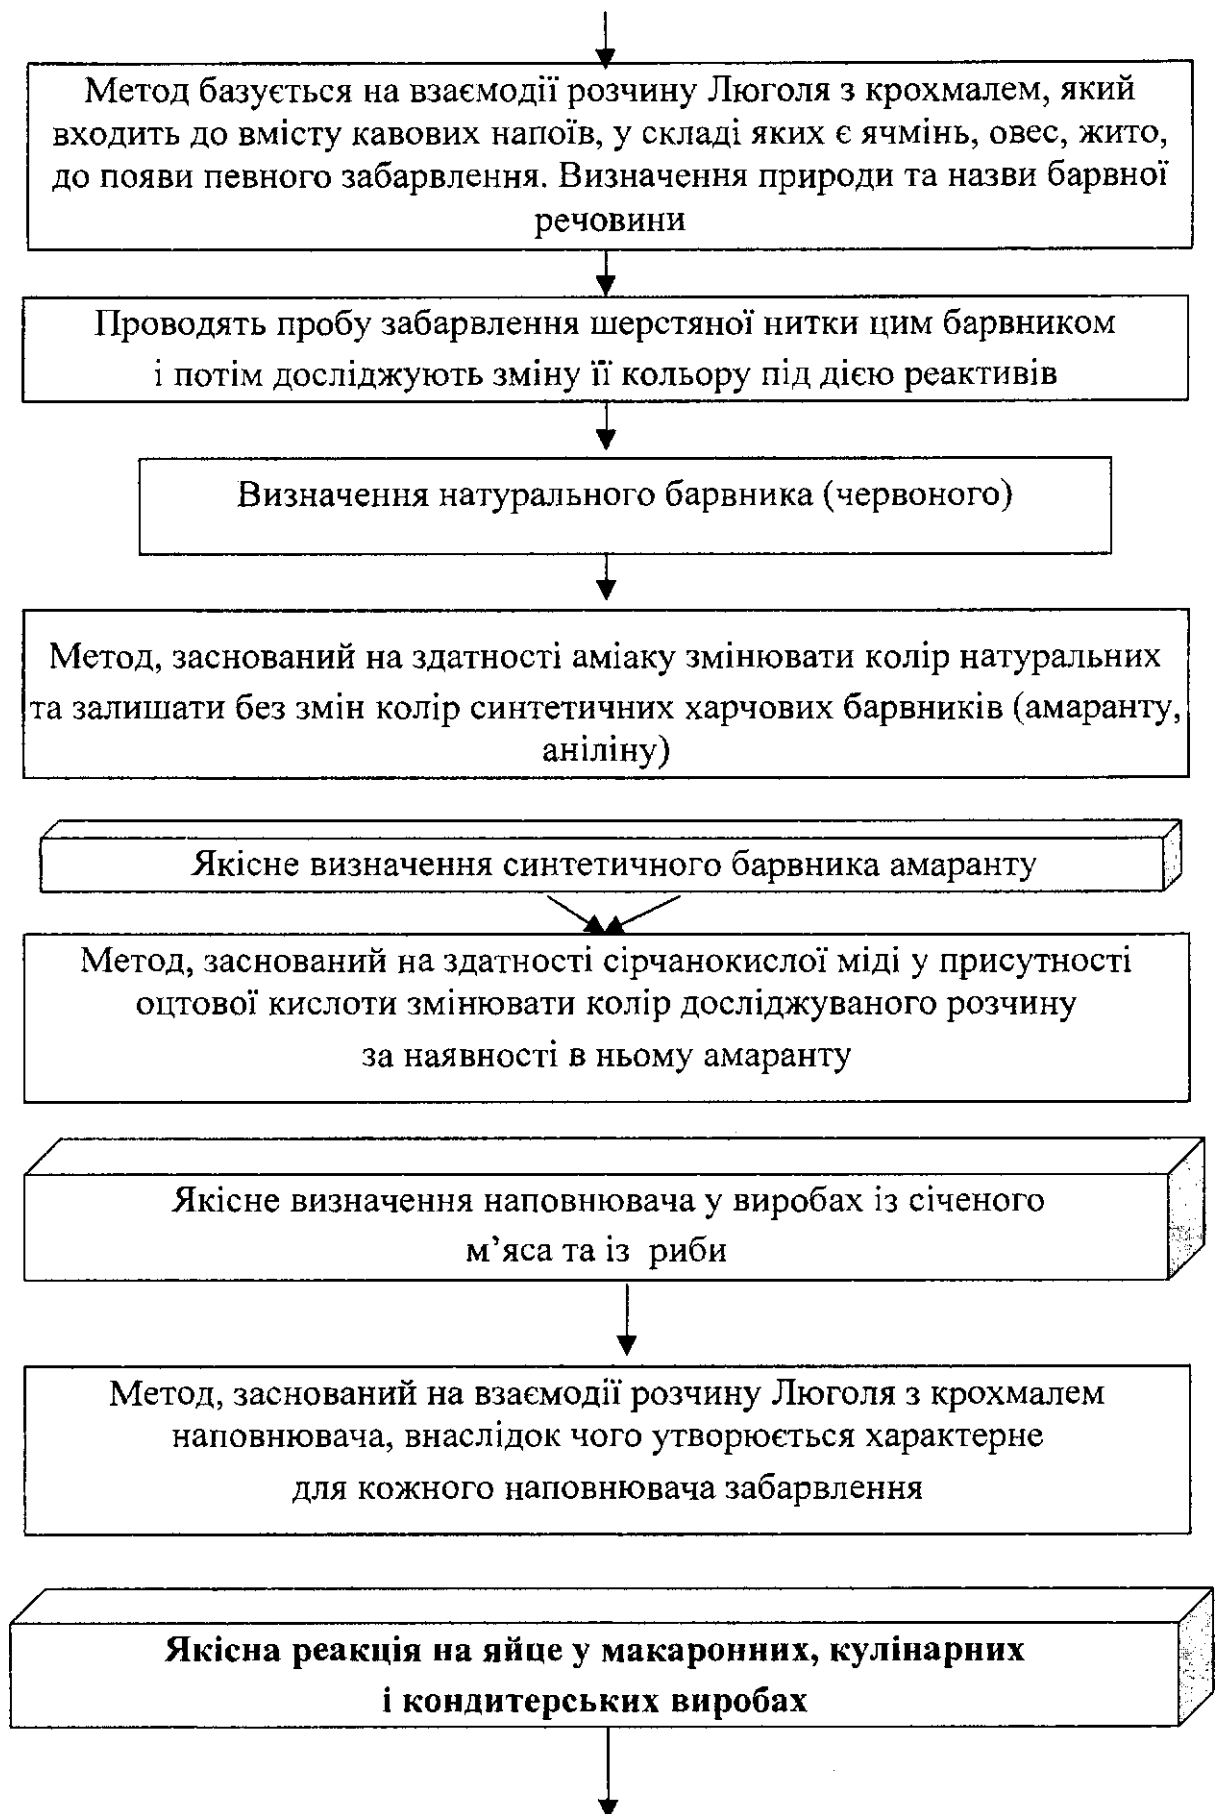 Метод базується на взаємодії розчину Люголя з крохмалем, який
входить до вмісту кавових напоїв, у складі яких є ячмінь, овес, жито,
до появи певного забарвлення. Визначення природи та назви барвної
речовини
Проводять пробу забарвлення шерстяної нитки цим барвником
і потім досліджують зміну її кольору під дією реактивів
Визначення натурального барвника (червоного)
Метод, заснований на здатності аміаку змінювати колір натуральних
та залишати без змін колір синтетичних харчових барвників (амаранту,
аніліну)
Якісне визначення синтетичного барвника амаранту
Метод, заснований на здатності сірчанокислої міді у присутності
оцтової кислоти змінювати колір досліджуваного розчину
за наявності в ньому амаранту
Якісне визначення наповнювача у виробах із січеного
м’яса та із риби
Метод, заснований на взаємодії розчину Люголя з крохмалем
наповнювача, внаслідок чого утворюється характерне
для кожного наповнювача забарвлення
Якісна реакція на яйце у макаронних, кулінарних
і кондитерських виробах